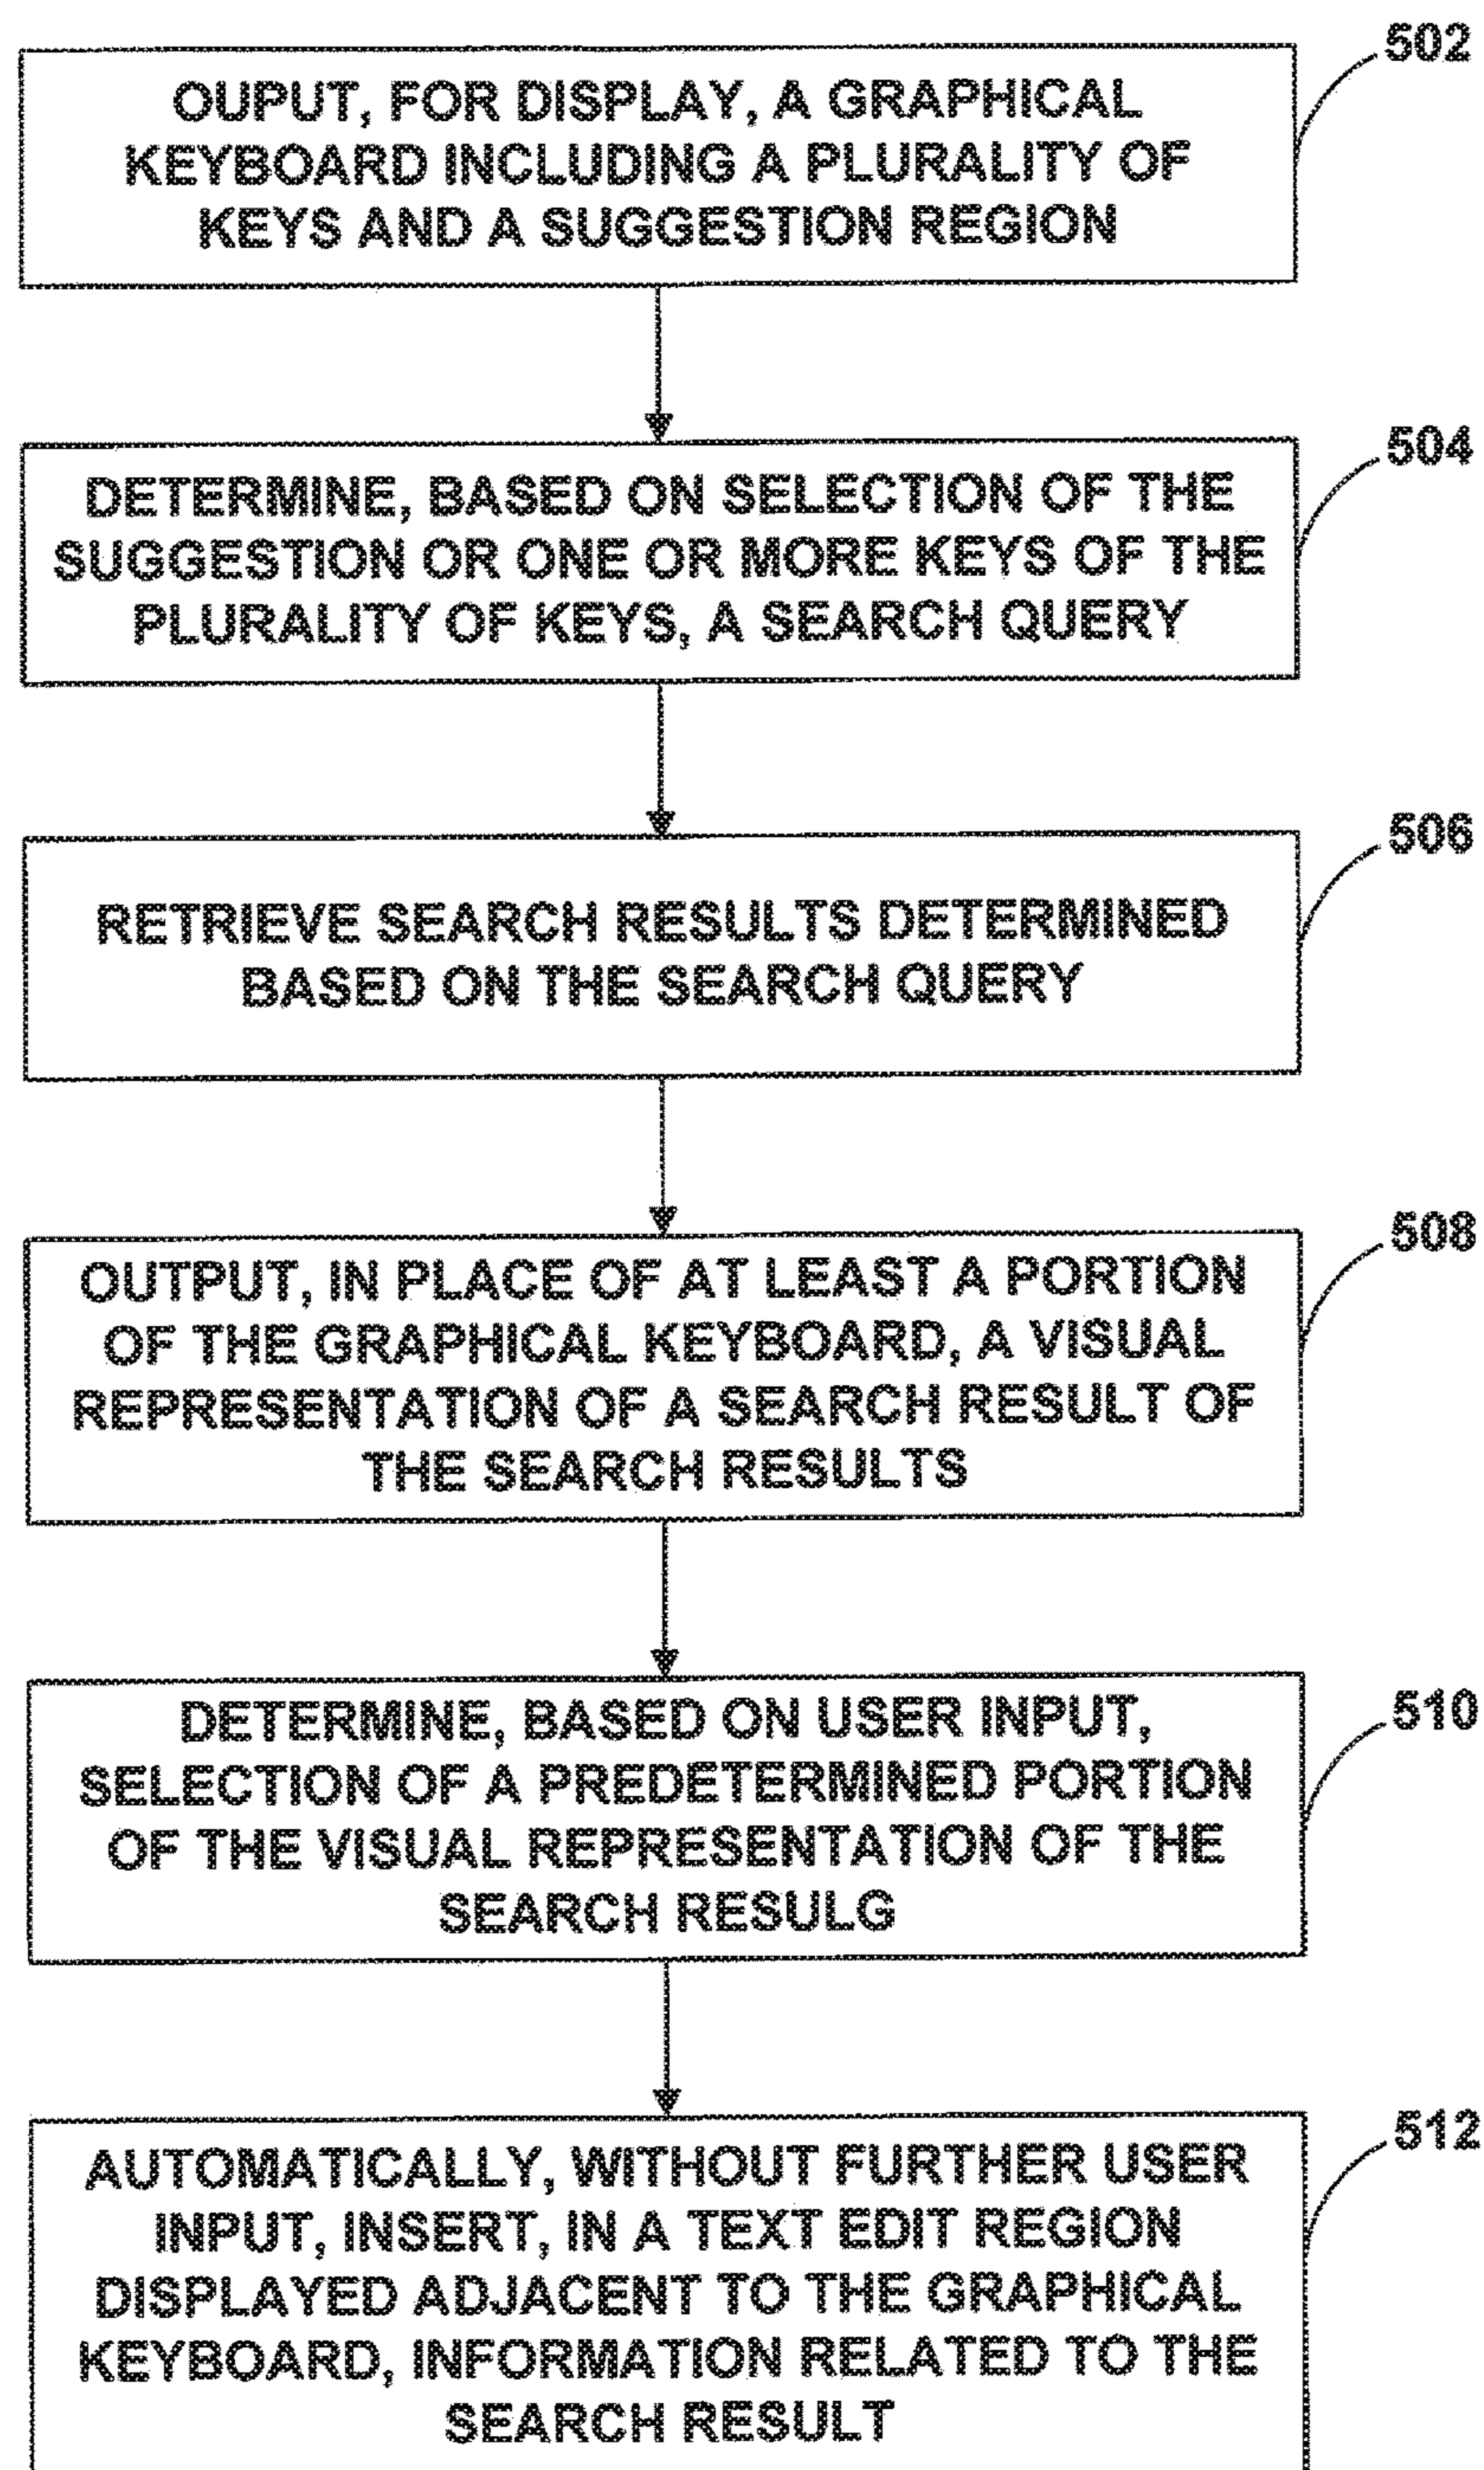 502
OUPUT, FOR DISPLAY, A GRAPHICAL
KEYBOARD INCLUDING A PLURALITY OF
KEYS AND A SUGGESTION REGION
504
DETERMINE, BASED ON SELECTION OF THE
SUGGESTION OR ONE OR MORE KEYS OF THE
PLURALITY OF KEYS, A SEARCH QUERY
506
RETRIEVE SEARCH RESULTS DETERMINED
BASED ON THE SEARCH QUERY
508
OUTPUT, IN PLACE OF AT LEAST A PORTION
OF THE GRAPHICAL KEYBOARD, A VISUAL
REPRESENTATION OF A SEARCH RESULT OF
THE SEARCH RESULTS
510
DETERMINE, BASED ON USER INPUT,
SELECTION OF A PREDETERMINED PORTION
OF THE VISUAL REPRESENTATION OF THE
SEARCH RESULG
512
AUTOMATICALLY, WITHOUT FURTHER USER
INPUT, INSERT, IN A TEXT EDIT REGION
DISPLAYED ADJACENT TO THE GRAPHICAL
KEYBOARD, INFORMATION RELATED TO THE
SEARCH RESULT